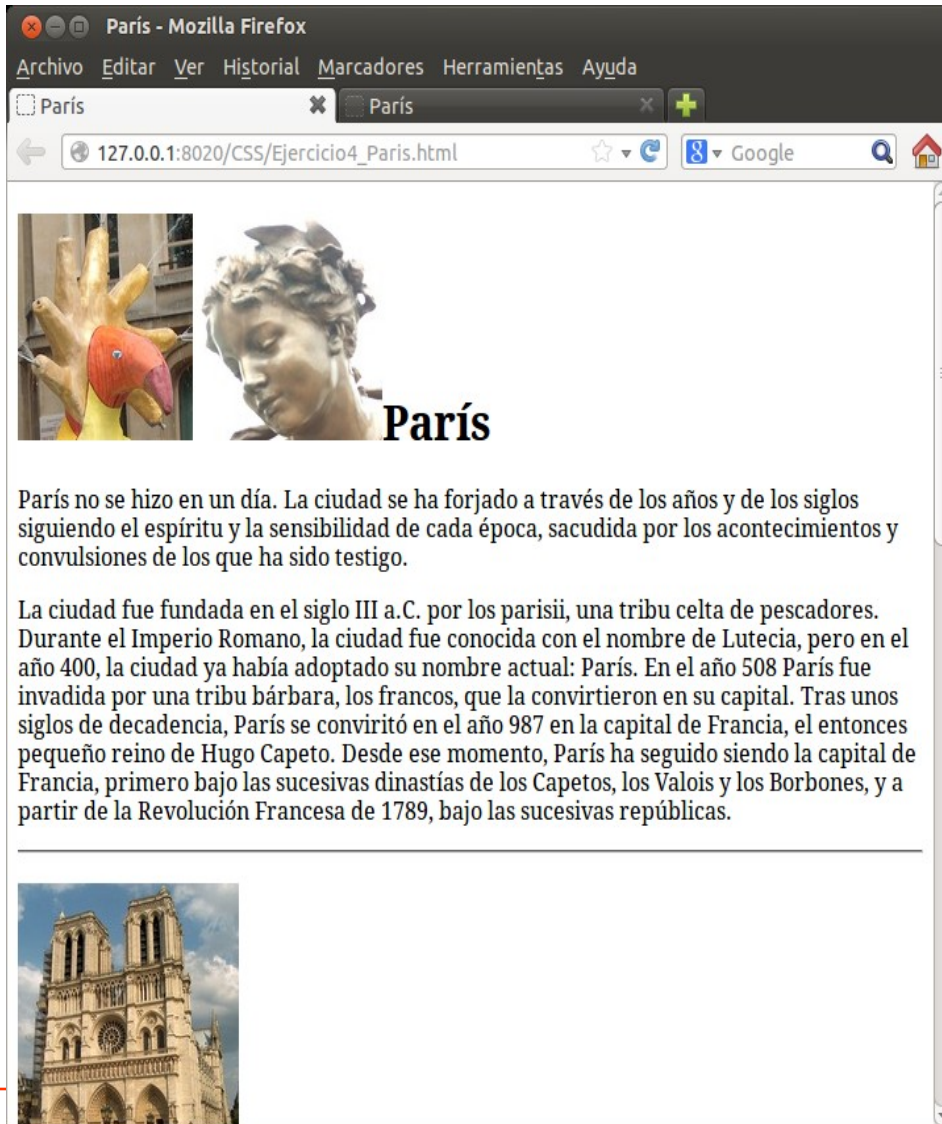 París - Mozilla Firefox
Archivo Editar Ver Historial Marcadores Herramientas Ayuda
París París
127.0.0.1:8020/CSS/Ejercicio4_Paris.html Google
París
París no se hizo en un día. La ciudad se ha forjado a través de los años y de los siglos
siguiendo el espíritu y la sensibilidad de cada época, sacudida por los acontecimientos y
convulsiones de los que ha sido testigo.
La ciudad fue fundada en el siglo III a.C. por los parisii, una tribu celta de pescadores.
Durante el Imperio Romano, la ciudad fue conocida con el nombre de Lutecia, pero en el
año 400, la ciudad ya había adoptado su nombre actual: París. En el año 508 París fue
invadida por una tribu bárbara, los francos, que la convirtieron en su capital. Tras unos
siglos de decadencia, París se conviritó en el año 987 en la capital de Francia, el entonces
pequeño reino de Hugo Capeto. Desde ese momento, París ha seguido siendo la capital de
Francia, primero bajo las sucesivas dinastías de los Capetos, los Valois y los Borbones, y a
partir de la Revolución Francesa de 1789, bajo las sucesivas repúblicas.